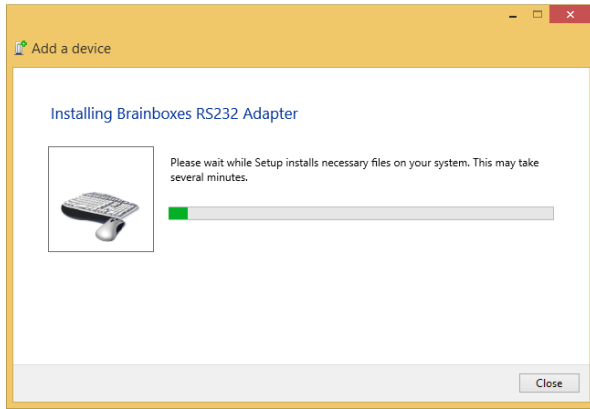 Add a device
Installing Brainboxes RS232 Adapter
Please wait while Setup installs necessary files on your system. This may take
several minutes.
Close